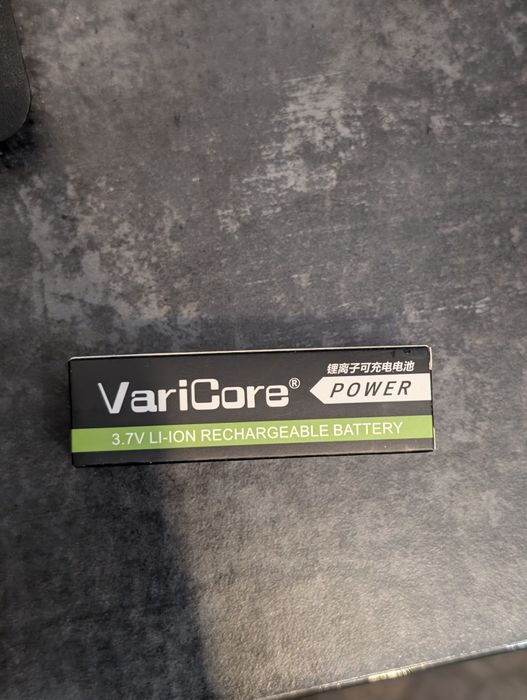 锂离子可充电电池
VariCore®
POWER
3.7V LI-ION RECHARGEABLE BATTERY